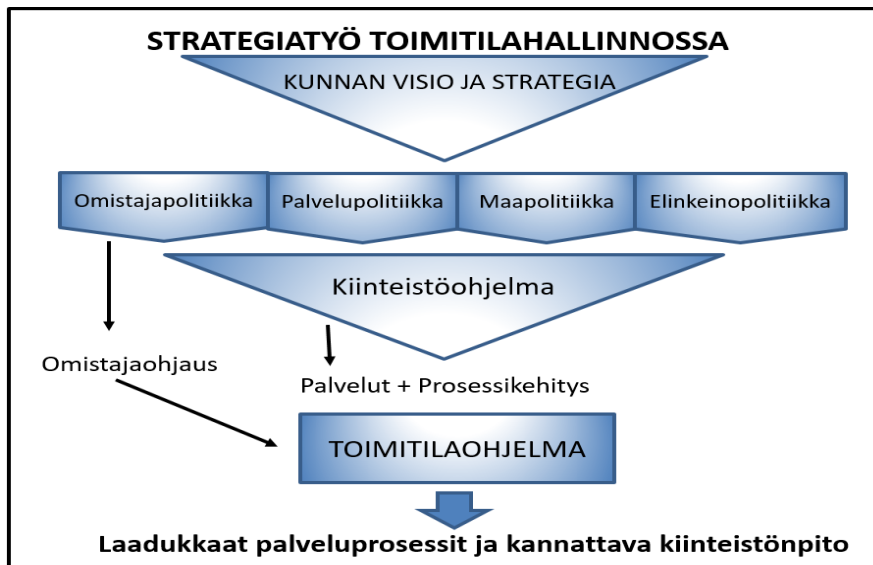 STRATEGIATYÖ TOIMITILAHALLINNOSSA
KUNNAN VISIO JA STRATEGIA
Omistajapolitiikka
Palvelupolitiikka
Maapolitiikka
Elinkeinopolitiikka
Kiinteistöohjelma
Omistajaohjaus
Palvelut + Prosessikehitys
TOIMITILAOHJELMA
Laadukkaat palveluprosessit ja kannattava kiinteistönpito